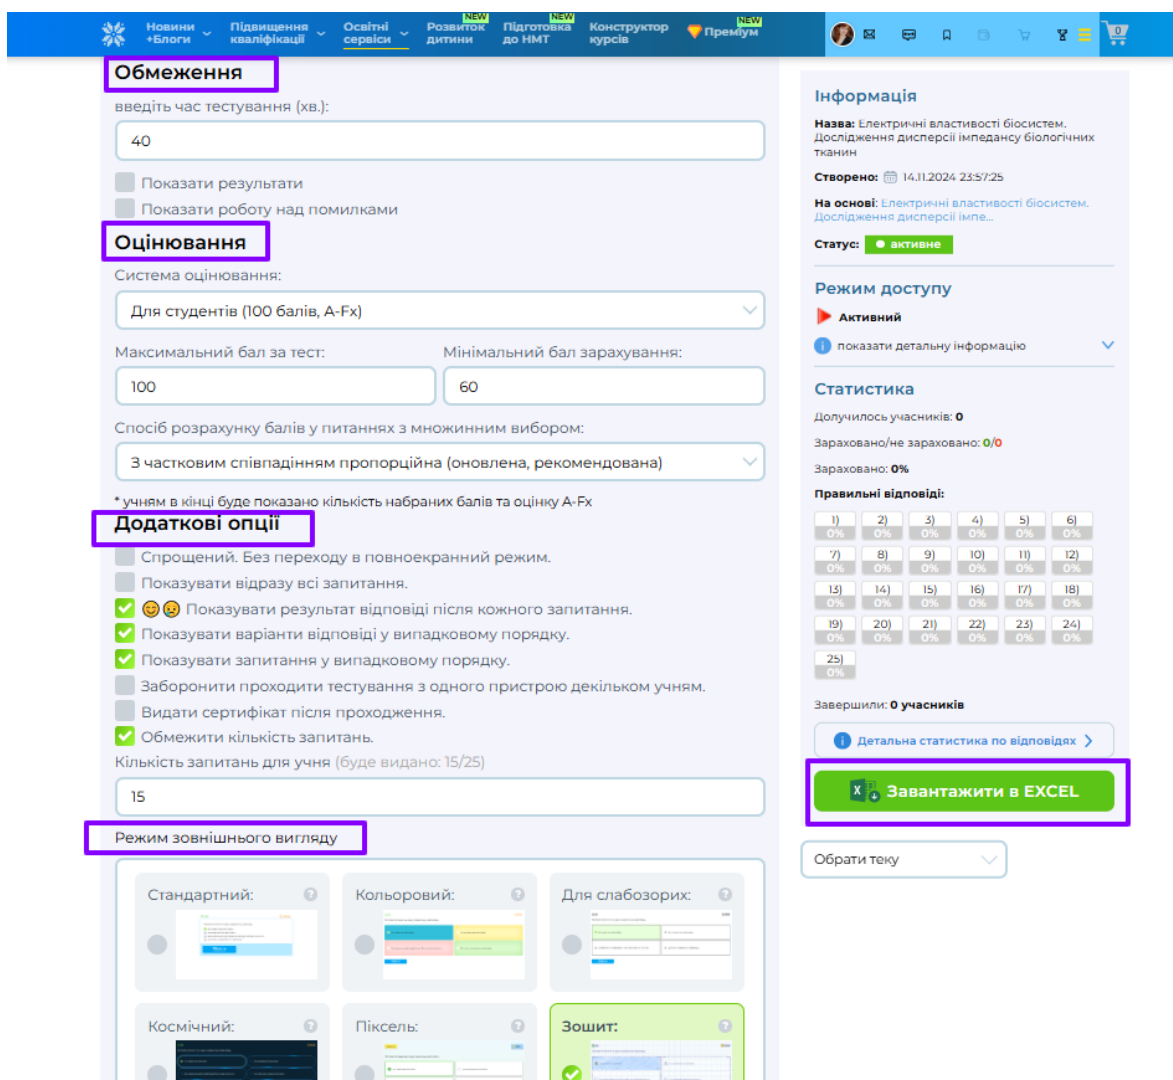 Новини
+Блоги
Підвищення
кваліфікації
Освітні
сервіси
NEW
Розвиток
дитини
NEW
Підготовка
до НМТ
Конструктор
курсів
NEW
Преміум
0
Обмеження
введіть час тестування (хв.):
40
Показати результати
Показати роботу над помилками
Оцінювання
Система оцінювання:
Для студентів (100 балів, A-Fx)
Максимальний бал за тест:
Мінімальний бал зарахування:
100
60
Спосіб розрахунку балів у питаннях з множинним вибором:
З частковим співпадінням пропорційна (оновлена, рекомендована)
* учням в кінці буде показано кількість набраних балів та оцінку A-Fx
Додаткові опції
Спрощений. Без переходу в повноекранний режим.
Показувати відразу всі запитання.
Показувати результат відповіді після кожного запитання.
Показувати варіанти відповіді у випадковому порядку.
Показувати запитання у випадковому порядку.
Заборонити проходити тестування з одного пристрою декільком учням.
Видати сертифікат після проходження.
Обмежити кількість запитань.
Кількість запитань для учня (буде видано: 15/25)
15
Режим зовнішнього вигляду
Стандартний:
Кольоровий:
Для слабозорих:
Космічний:
Піксель:
Зошит:
Інформація
Назва: Електричні властивості біосистем.
Дослідження дисперсії імпедансу біологічних
тканин
Створено: 14.11.2024 23:57:25
На основі: Електричні властивості біосистем.
Дослідження дисперсії імпе...
Статус: активне
Режим доступу
Активний
показати детальну інформацію
Статистика
Долучилось учасників: 0
Зараховано/не зараховано: 0/0
Зараховано: 0%
Правильні відповіді:
1) 2) 3) 4) 5) 6)
0% 0% 0% 0% 0% 0%
7) 8) 9) 10) 11) 12)
0% 0% 0% 0% 0% 0%
13) 14) 15) 16) 17) 18)
0% 0% 0% 0% 0% 0%
19) 20) 21) 22) 23) 24)
0% 0% 0% 0% 0% 0%
25)
0%
Завершили: 0 учасників
Детальна статистика по відповідях
Завантажити в EXCEL
Обрати теку